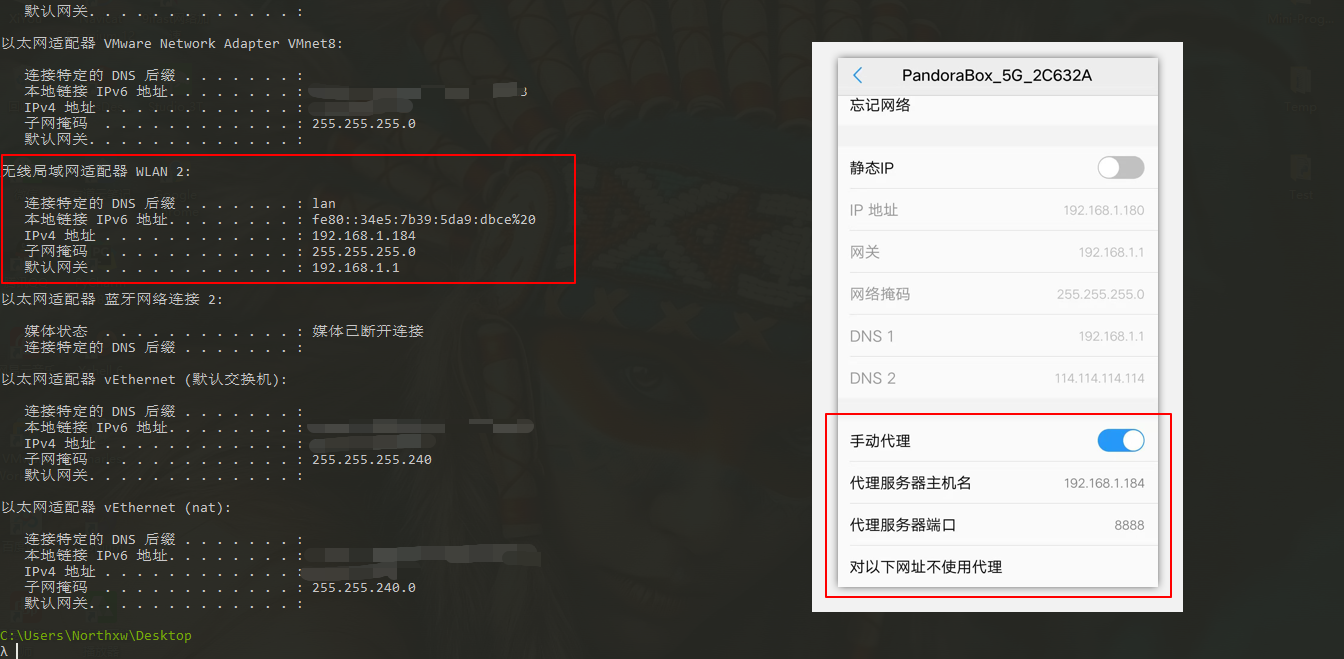 默认网关. . . . . . . . . . . . . :
以太网适配器 VMware Network Adapter VMnet8:
连接特定的 DNS 后缀 . . . . . . . :
本地链接 IPv6 地址. . . . . . . . :
IPv4 地址 . . . . . . . . . . . . :
子网掩码 . . . . . . . . . . . . : 255.255.255.0
默认网关. . . . . . . . . . . . . :
无线局域网适配器 WLAN 2:
连接特定的 DNS 后缀 . . . . . . . : lan
本地链接 IPv6 地址. . . . . . . . : fe80::34e5:7b39:5da9:dbce%20
IPv4 地址 . . . . . . . . . . . . : 192.168.1.184
子网掩码 . . . . . . . . . . . . : 255.255.255.0
默认网关. . . . . . . . . . . . . : 192.168.1.1
以太网适配器 蓝牙网络连接 2:
媒体状态 . . . . . . . . . . . . : 媒体已断开连接
连接特定的 DNS 后缀 . . . . . . . :
以太网适配器 vEthernet (默认交换机):
连接特定的 DNS 后缀 . . . . . . . :
本地链接 IPv6 地址. . . . . . . . :
IPv4 地址 . . . . . . . . . . . . :
子网掩码 . . . . . . . . . . . . : 255.255.255.240
默认网关. . . . . . . . . . . . . :
以太网适配器 vEthernet (nat):
连接特定的 DNS 后缀 . . . . . . . :
本地链接 IPv6 地址. . . . . . . . :
IPv4 地址 . . . . . . . . . . . . :
子网掩码 . . . . . . . . . . . . : 255.255.240.0
默认网关. . . . . . . . . . . . . :
C:\Users\Northxw\Desktop
λ
PandoraBox_5G_2C632A
忘记网络
静态IP
IP 地址 192.168.1.180
网关 192.168.1.1
网络掩码 255.255.255.0
DNS 1 192.168.1.1
DNS 2 114.114.114.114
手动代理
代理服务器主机名 192.168.1.184
代理服务器端口 8888
对以下网址不使用代理